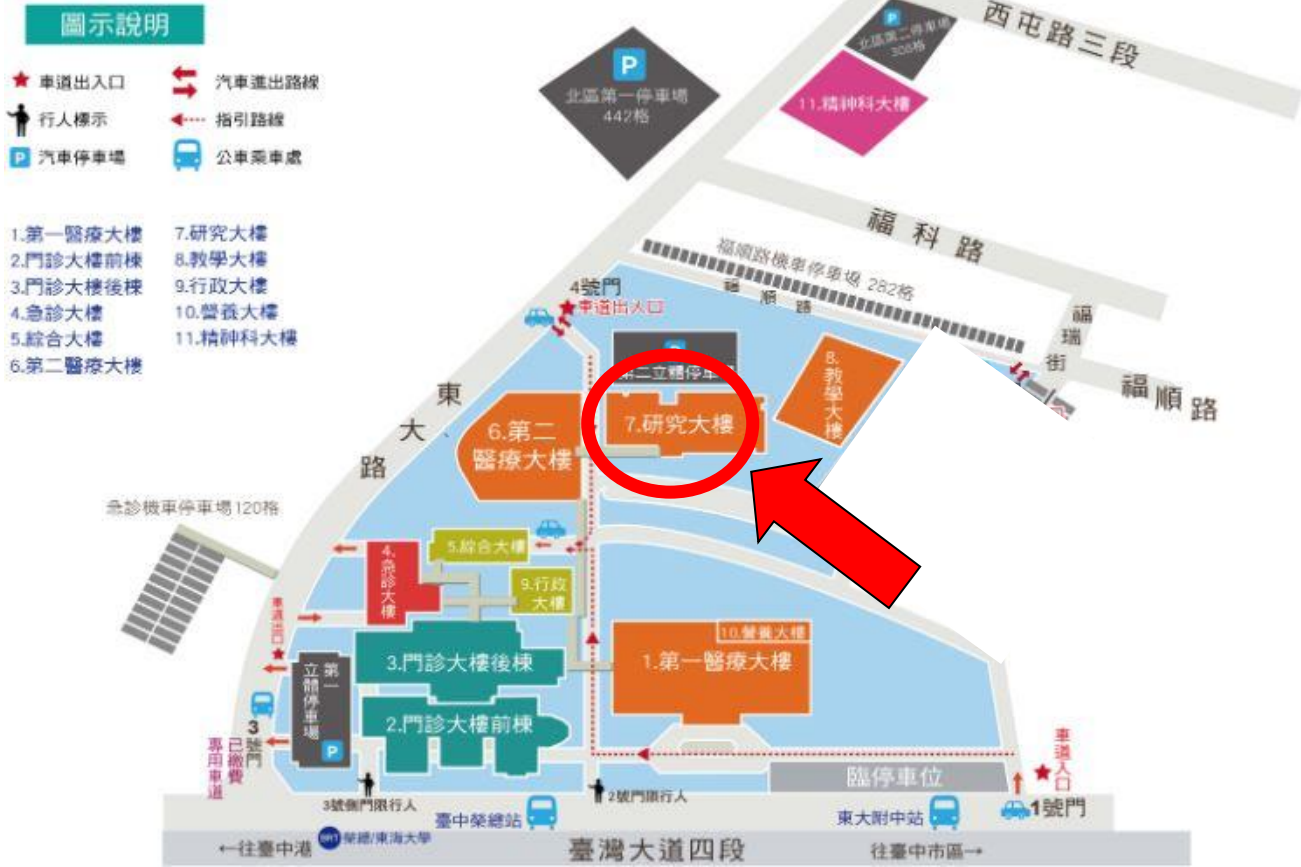 圖示說明
車道出入口
汽車進出路線
行人標示
指引路線
P 汽車停車場
公車乘車處
1.第一醫療大樓
2.門診大樓前棟
3.門診大樓後棟
4.急診大樓
5.綜合大樓
6.第二醫療大樓
7.研究大樓
8.教學大樓
9.行政大樓
10.營養大樓
11.精神科大樓
P
北區第一停車場
442格
P
北區第二停車場
西屯路三段
11.精神科大樓
福科路
福順路機車停車場 282格
福順路
福瑞街
福順路
4號門
車道出入口
第二立體停車
8.教學大樓
7.研究大樓
6.第二
醫療大樓
東大路
急診機車停車場120格
4.急診大樓
5.綜合大樓
9.行政
大樓
車道出口
10.營養大樓
1.第一醫療大樓
3.門診大樓後棟
第一
立體停車場
P
2.門診大樓前棟
3號門
已繳費
專用車道
車道入口
臨停車位
3號側門限行人
2號門限行人
1號門
臺中榮總站
東大附中站
←往臺中港
BRT 榮總/東海大學
臺灣大道四段
往臺中市區→